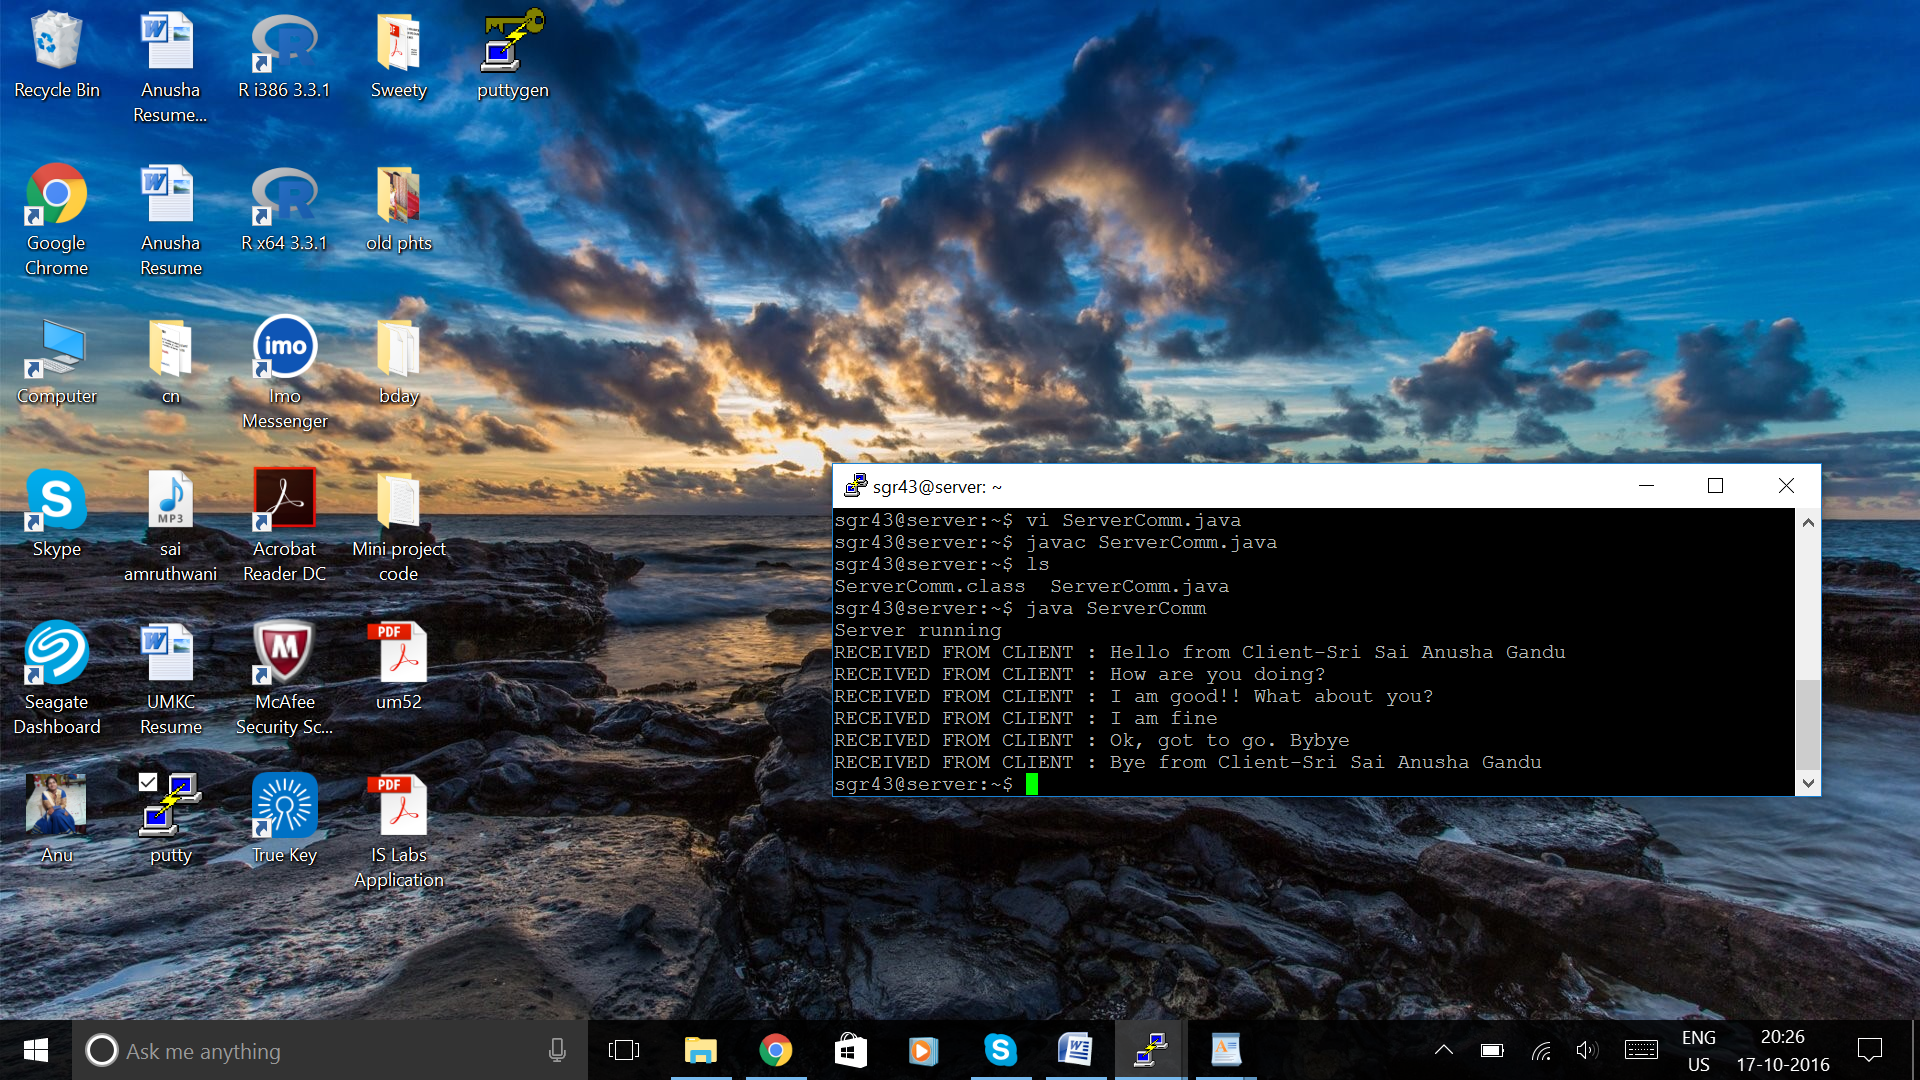 Recycle Bin
Anusha
Resume...
R i386 3.3.1
Sweety
puttygen
Google
Chrome
Anusha
Resume
R x64 3.3.1
old phts
Computer
cn
imo
Imo
Messenger
bday
Skype
MP3
sai
amruthwani
Acrobat
Reader DC
Mini project
code
Seagate
Dashboard
UMKC
Resume
McAfee
Security Sc...
PDF
um52
Anu
putty
True Key
PDF
IS Labs
Application
sgr43@server: ~
sgr43@server:~$ vi ServerComm.java
sgr43@server:~$ javac ServerComm.java
sgr43@server:~$ ls
ServerComm.class  ServerComm.java
sgr43@server:~$ java ServerComm
Server running
RECEIVED FROM CLIENT : Hello from Client-Sri Sai Anusha Gandu
RECEIVED FROM CLIENT : How are you doing?
RECEIVED FROM CLIENT : I am good!! What about you?
RECEIVED FROM CLIENT : I am fine
RECEIVED FROM CLIENT : Ok, got to go. Bybye
RECEIVED FROM CLIENT : Bye from Client-Sri Sai Anusha Gandu
sgr43@server:~$
Ask me anything
ENG
US
20:26
17-10-2016